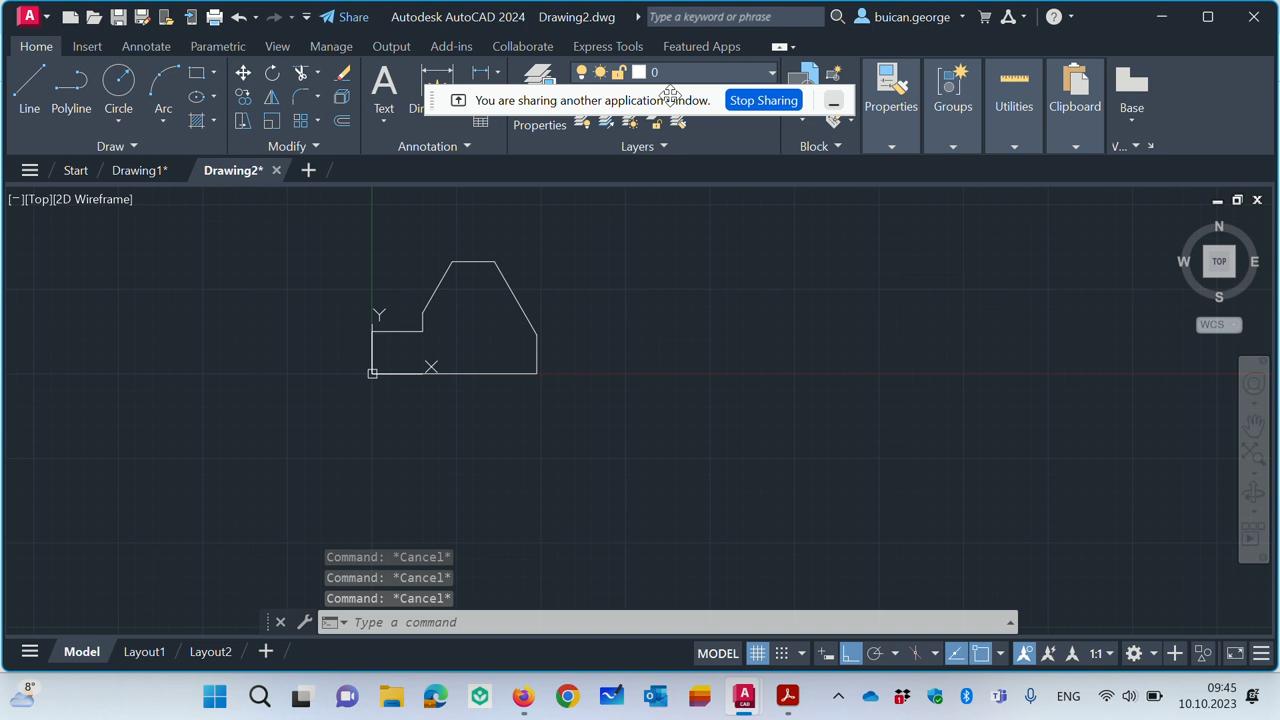 A Share Autodesk AutoCAD 2024 Drawing2.dwg Type a keyword or phrase buican.george ?
Home Insert Annotate Parametric View Manage Output Add-ins Collaborate Express Tools Featured Apps
0
You are sharing another application window. Stop Sharing
Line Polyline Circle Arc Text Properties Groups Utilities Clipboard Base
Properties
Draw Modify Annotation Layers Block V...
Start Drawing1* Drawing2*
[−][Top][2D Wireframe]
N
W TOP E
S
WCS
Y
X
Command: *Cancel*
Command: *Cancel*
Command: *Cancel*
Type a command
Model Layout1 Layout2 MODEL 1:1
8° A CAD 1 ENG 09:45
10.10.2023